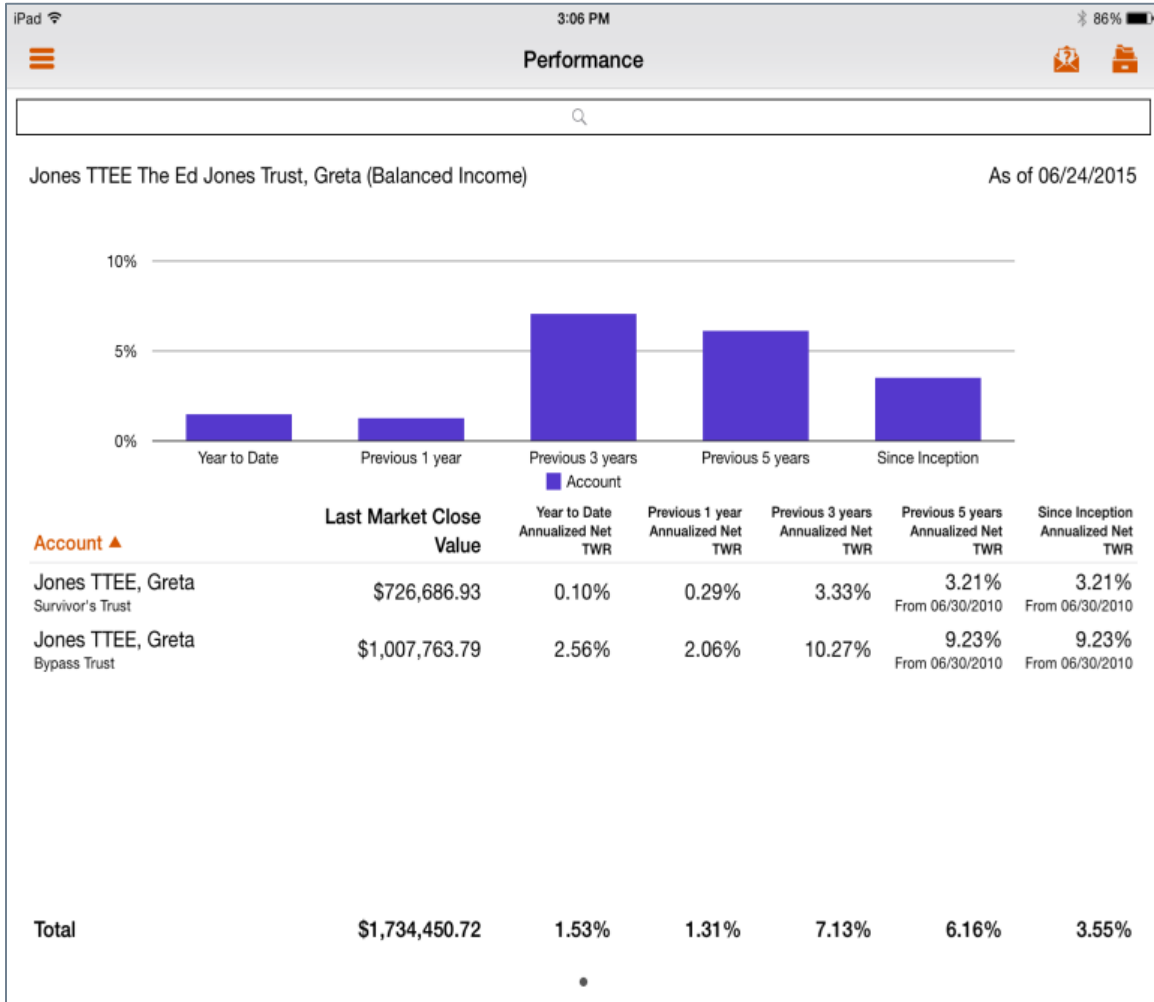 iPad 3:06 PM 86%
Performance
Jones TTEE The Ed Jones Trust, Greta (Balanced Income) As of 06/24/2015
10%
5%
0%
Year to Date Previous 1 year Previous 3 years Previous 5 years Since Inception
Account
Account ▲ Last Market Close Value Year to Date Annualized Net TWR Previous 1 year Annualized Net TWR Previous 3 years Annualized Net TWR Previous 5 years Annualized Net TWR Since Inception Annualized Net TWR
Jones TTEE, Greta $726,686.93 0.10% 0.29% 3.33% 3.21% 3.21%
Survivor's Trust From 06/30/2010 From 06/30/2010
Jones TTEE, Greta $1,007,763.79 2.56% 2.06% 10.27% 9.23% 9.23%
Bypass Trust From 06/30/2010 From 06/30/2010
Total $1,734,450.72 1.53% 1.31% 7.13% 6.16% 3.55%